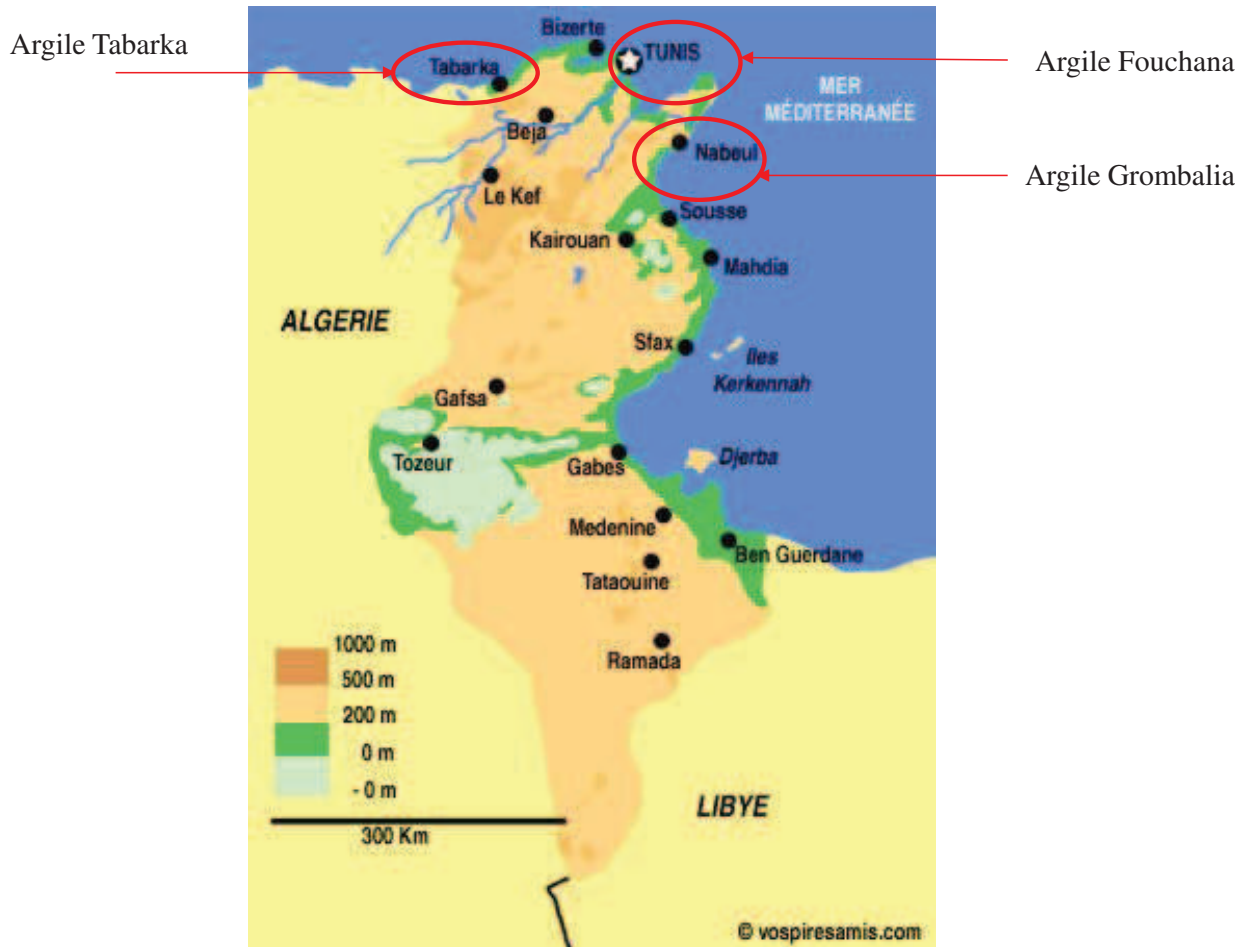 Argile Tabarka
Bizerte
TUNIS
Argile Fouchana
Tabarka
MER
MÉDITERRANÉE
Beja
Nabeul
Argile Grombalia
Le Kef
Sousse
Kairouan
Mahdia
ALGERIE
Sfax
Iles
Kerkennah
Gafsa
Tozeur
Gabes
Djerba
Medenine
Ben Guerdane
Tataouine
Ramada
1000 m
500 m
200 m
0 m
- 0 m
300 Km
LIBYE
© vospiresamis.com